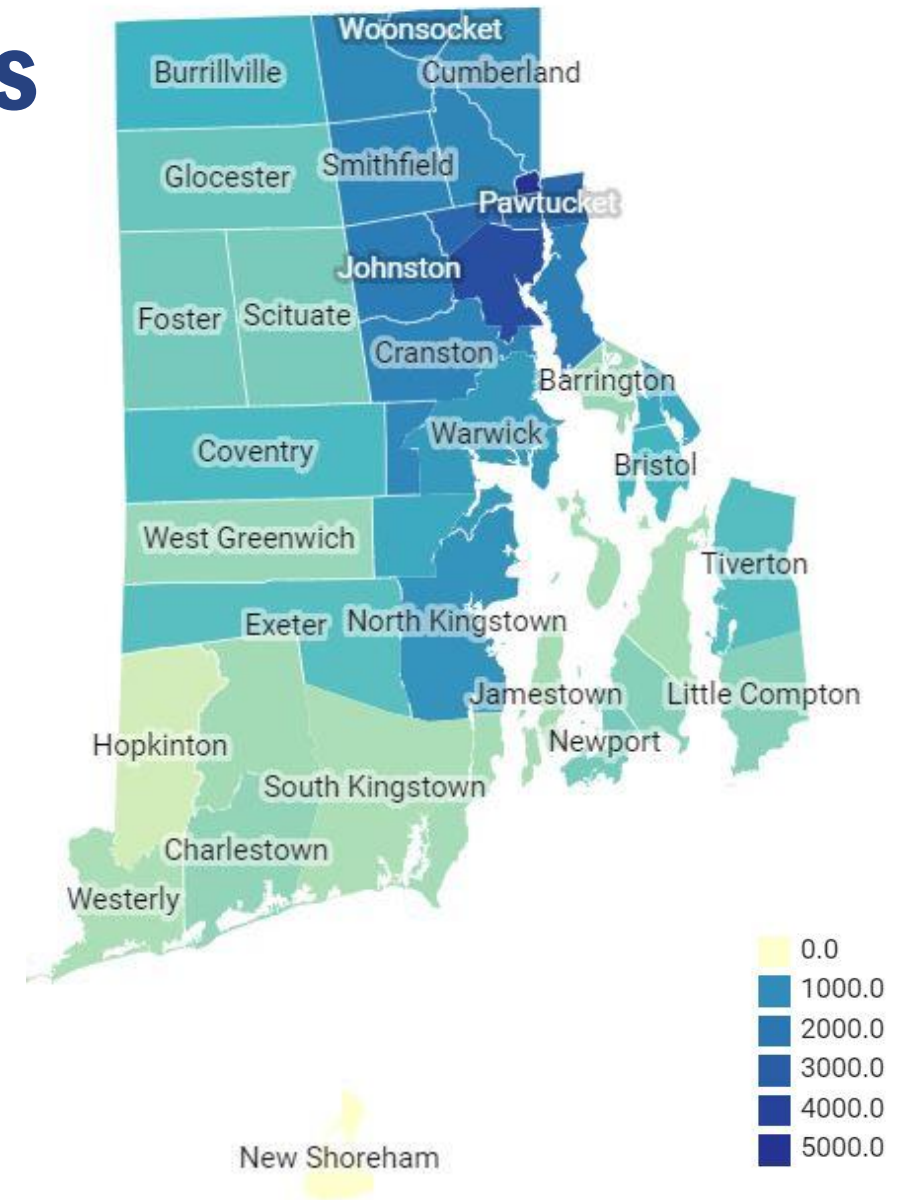 s
Woonsocket
Burrillville
Cumberland
Glocester
Smithfield
Pawtucket
Johnston
Foster
Scituate
Cranston
Barrington
Warwick
Coventry
Bristol
West Greenwich
Tiverton
Exeter
North Kingstown
Jamestown
Little Compton
Hopkinton
Newport
South Kingstown
Charlestown
Westerly
0.0
1000.0
2000.0
3000.0
4000.0
5000.0
New Shoreham